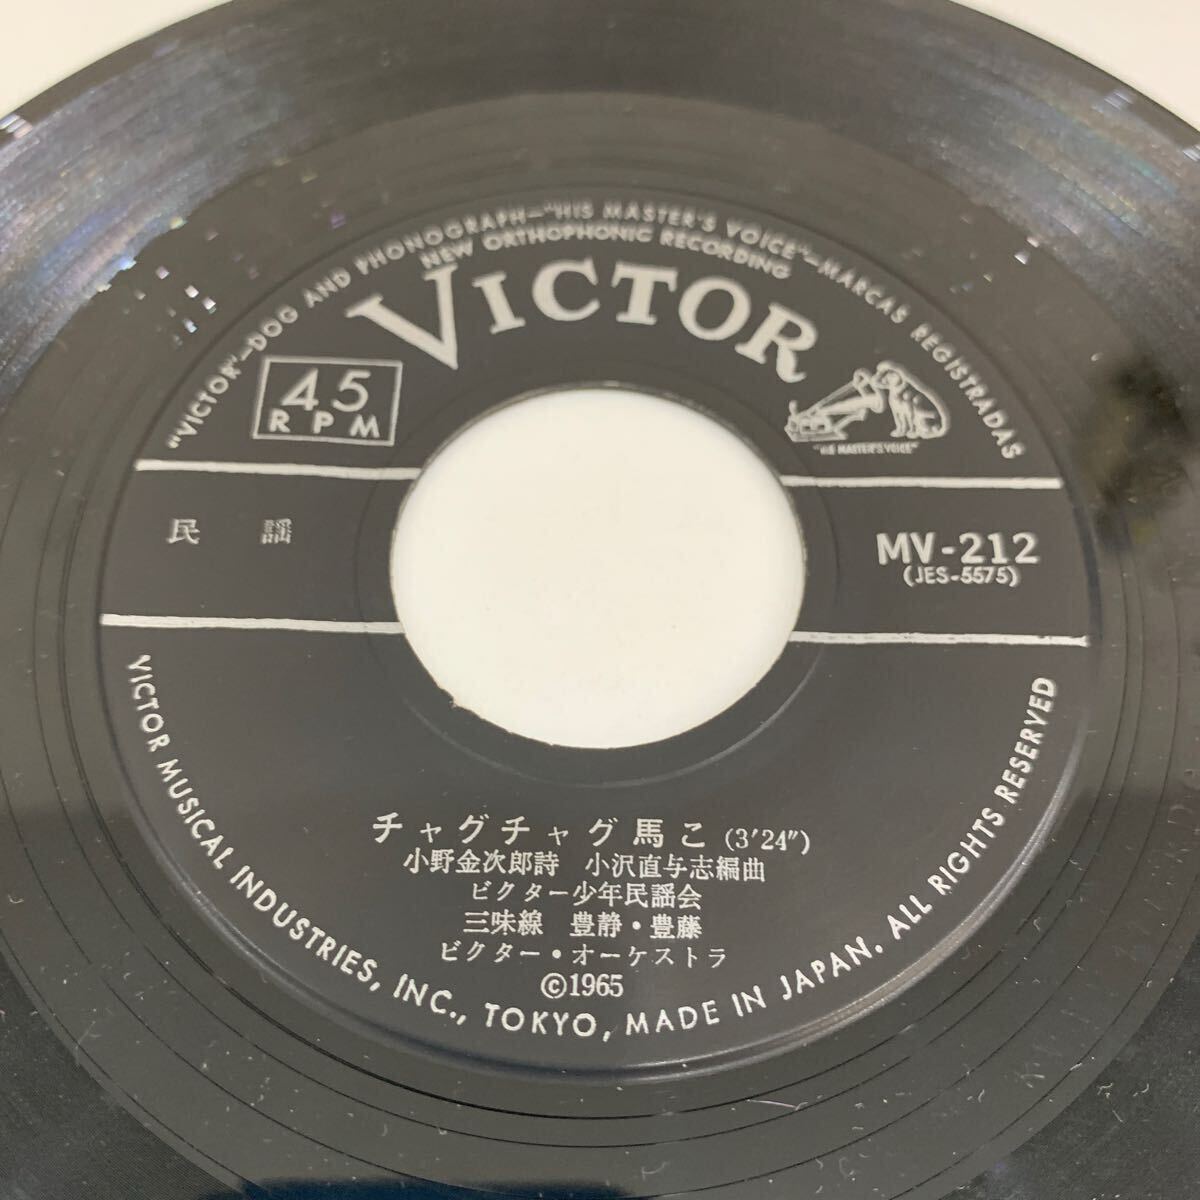 "VICTOR"–DOG AND PHONOGRAPH–"HIS MASTER'S VOICE"–MARCAS REGISTRADAS
NEW ORTHOPHONIC RECORDING
VICTOR
45
RPM
"HIS MASTER'S VOICE"
民 謡
MV-212
(JES-5575)
チャグチャグ馬こ (3′24″)
小野金次郎詩 小沢直与志編曲
ビクター少年民謡会
三味線 豊静・豊藤
ビクター・オーケストラ
©1965
VICTOR MUSICAL INDUSTRIES, INC., TOKYO, MADE IN JAPAN. ALL RIGHTS RESERVED